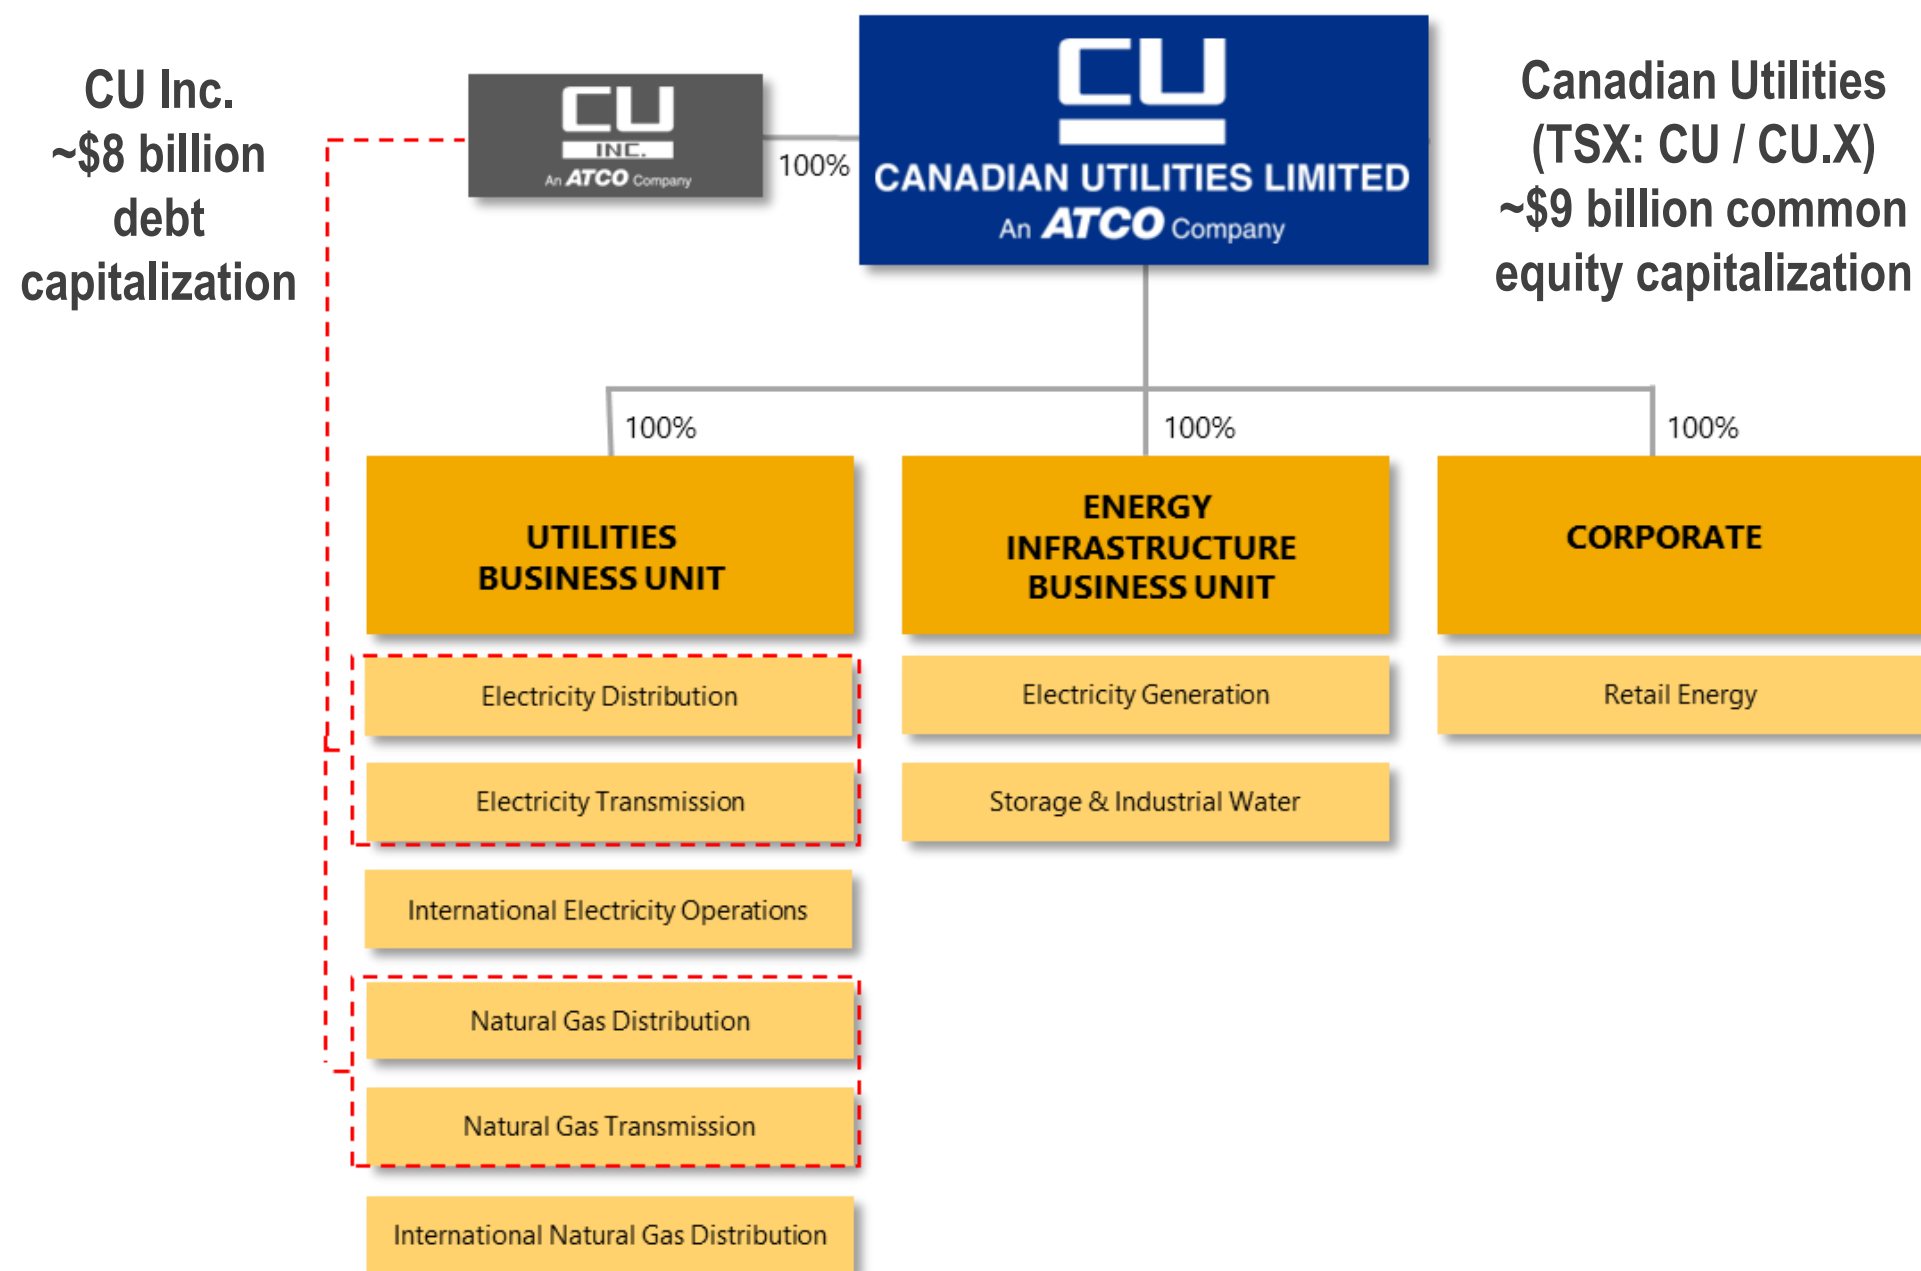 CU Inc.
~$8 billion
debt
capitalization
CU
INC.
An ATCO Company
100%
CU
CANADIAN UTILITIES LIMITED
An ATCO Company
Canadian Utilities
(TSX: CU / CU.X)
~$9 billion common
equity capitalization
100%
100%
100%
UTILITIES
BUSINESS UNIT
ENERGY
INFRASTRUCTURE
BUSINESS UNIT
CORPORATE
Electricity Distribution
Electricity Generation
Retail Energy
Electricity Transmission
Storage & Industrial Water
International Electricity Operations
Natural Gas Distribution
Natural Gas Transmission
International Natural Gas Distribution